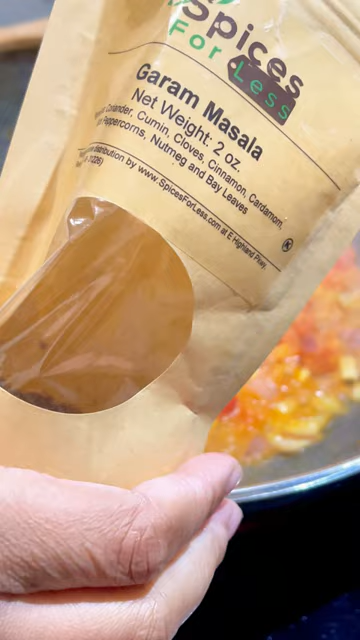 Spices
For Less
Garam Masala
Net Weight: 2 oz.
Coriander, Cumin, Cloves, Cinnamon, Cardamom,
Peppercorns, Nutmeg and Bay Leaves
distribution by www.SpicesForLess.com at E Highland Pkwy,
K